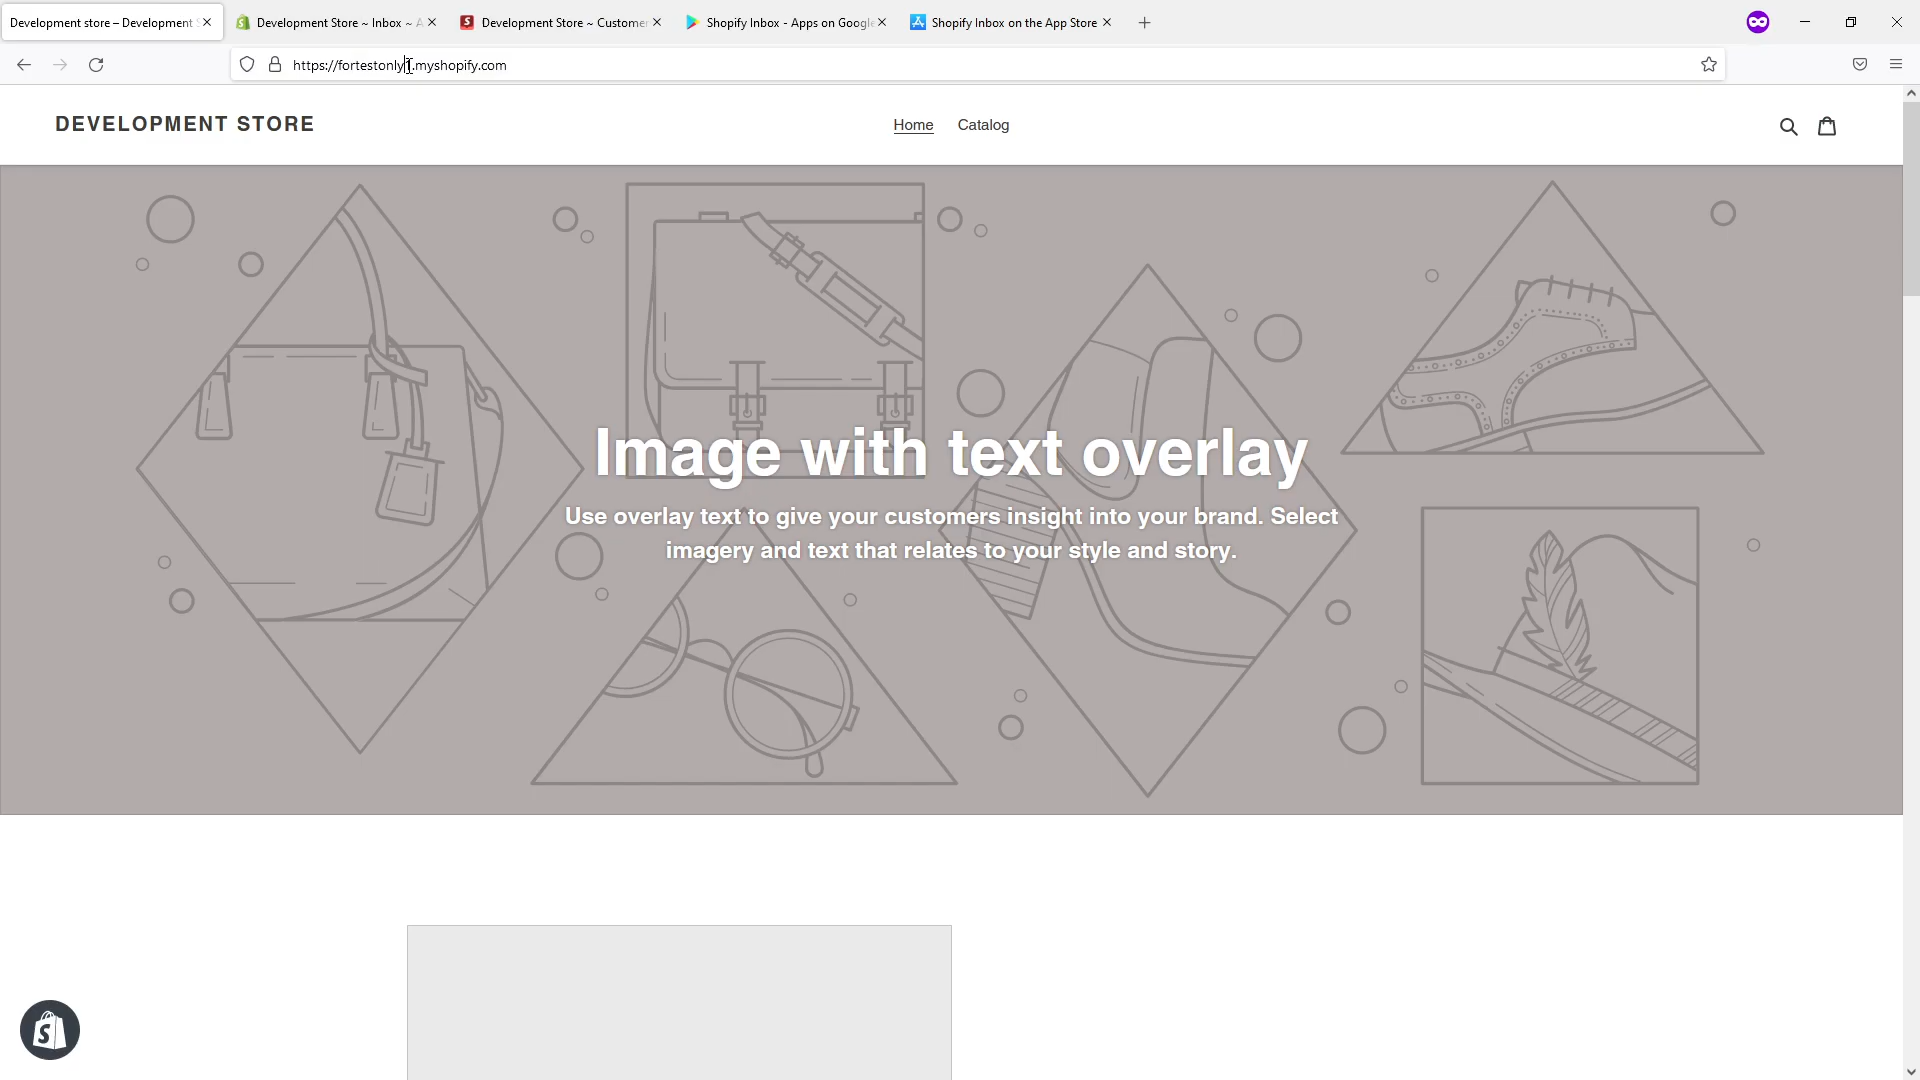 Development store – Development S
Development Store ~ Inbox ~ A
Development Store ~ Customer
Shopify Inbox - Apps on Google
Shopify Inbox on the App Store
https://fortestonly1.myshopify.com
DEVELOPMENT STORE
Home
Catalog
Image with text overlay
Use overlay text to give your customers insight into your brand. Select
imagery and text that relates to your style and story.